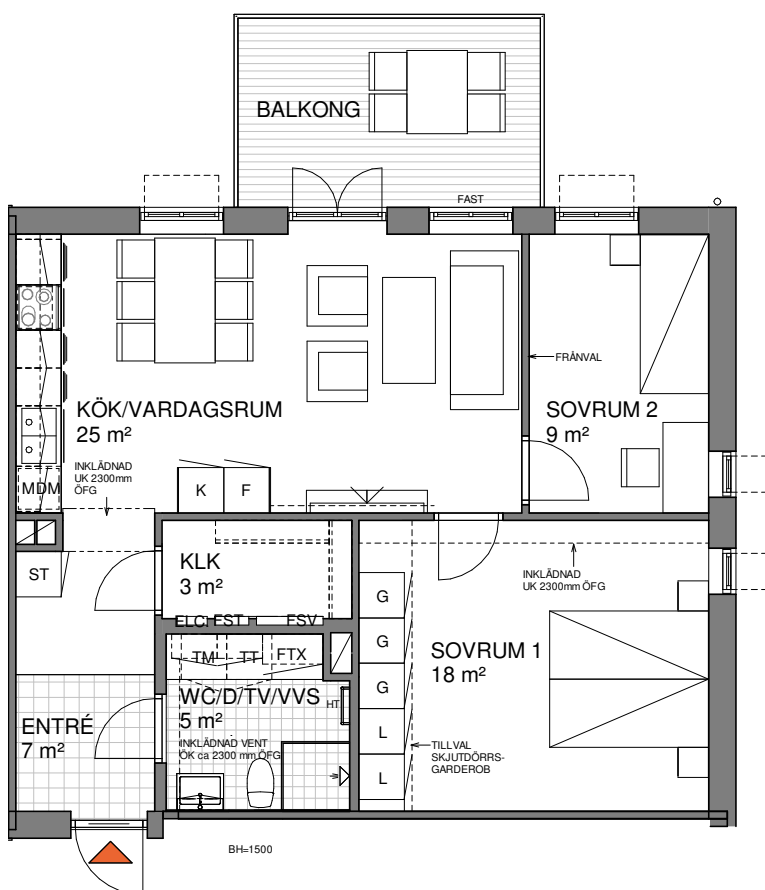 BALKONG
FAST
KÖK/VARDAGSRUM
25 m²
FRÅNVAL
SOVRUM 2
9 m²
INKLÄDNAD
UK 2300mm
ÖFG
MDM
K
F
ST
KLK
3 m²
ELC
FST
FSV
INKLÄDNAD
UK 2300mm ÖFG
G
G
G
L
L
SOVRUM 1
18 m²
TM
TT
FTX
WC/D/TV/VVS
5 m²
HT
INKLÄDNAD VENT
ÖK ca 2300 mm ÖFG
ENTRÉ
7 m²
TILLVAL
SKJUTDÖRRS-
GARDEROB
BH=1500